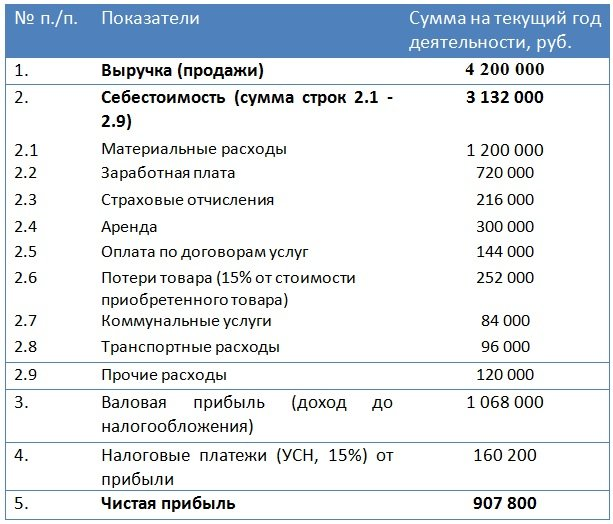 № п./п. Показатели Сумма на текущий год
деятельности, руб.
1. Выручка (продажи) 4 200 000
2. Себестоимость (сумма строк 2.1 - 3 132 000
2.9)
2.1 Материальные расходы 1 200 000
2.2 Заработная плата 720 000
2.3 Страховые отчисления 216 000
2.4 Аренда 300 000
2.5 Оплата по договорам услуг 144 000
2.6 Потери товара (15% от стоимости 252 000
приобретенного товара)
2.7 Коммунальные услуги 84 000
2.8 Транспортные расходы 96 000
2.9 Прочие расходы 120 000
3. Валовая прибыль (доход до 1 068 000
налогообложения)
4. Налоговые платежи (УСН, 15%) от 160 200
прибыли
5. Чистая прибыль 907 800